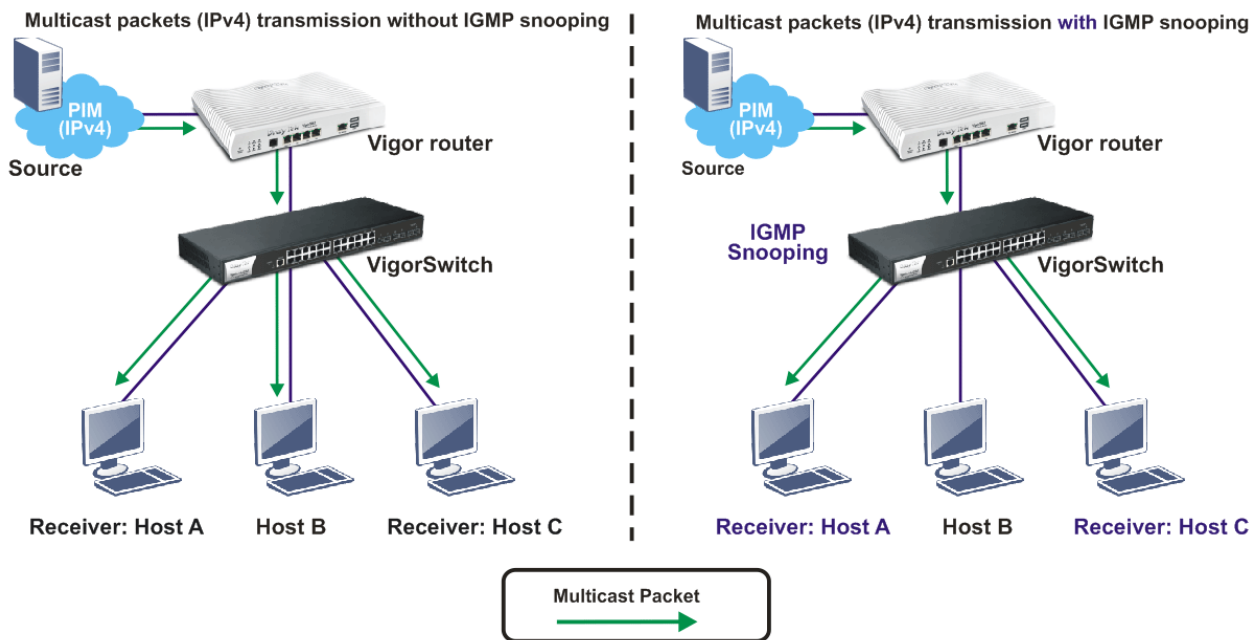 Multicast packets (IPv4) transmission without IGMP snooping
PIM
(IPv4)
Source
Vigor router
VigorSwitch
Receiver: Host A
Host B
Receiver: Host C
Multicast packets (IPv4) transmission with IGMP snooping
PIM
(IPv4)
Source
Vigor router
IGMP
Snooping
VigorSwitch
Receiver: Host A
Host B
Receiver: Host C
Multicast Packet